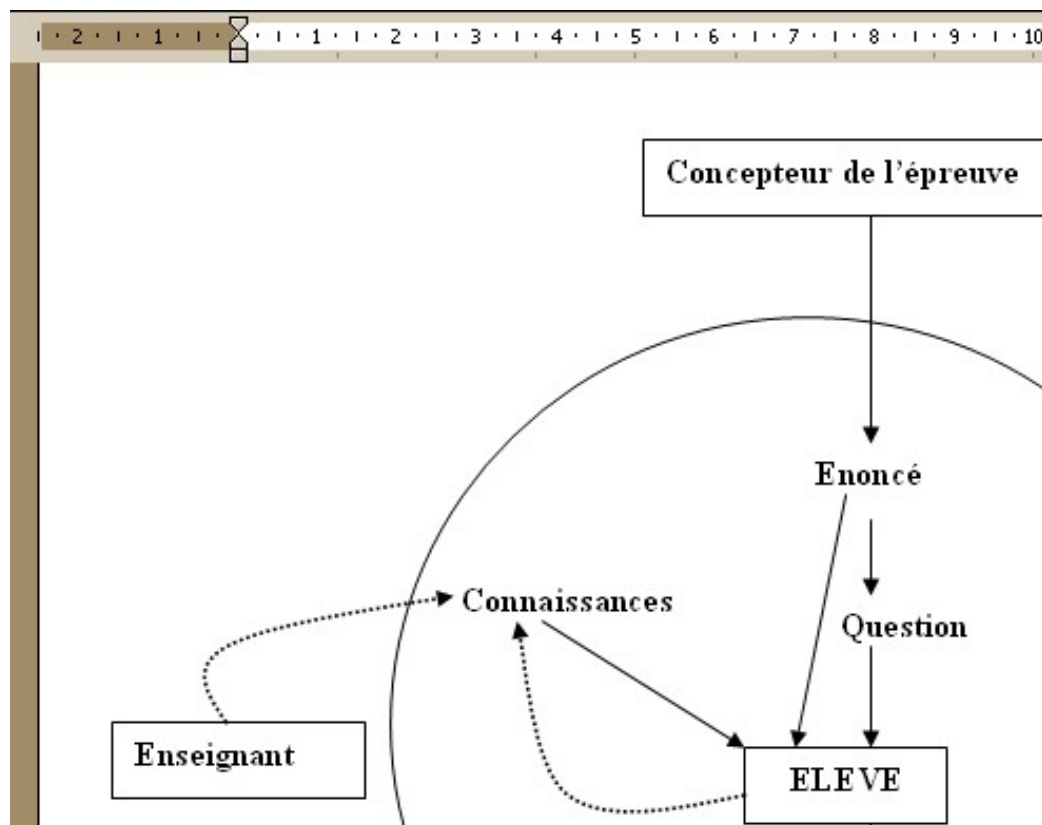 2 1 1 2 3 4 5 6 7 8 9 10
Concepteur de l'épreuve
Enoncé
Connaissances
Question
Enseignant
ELEVE